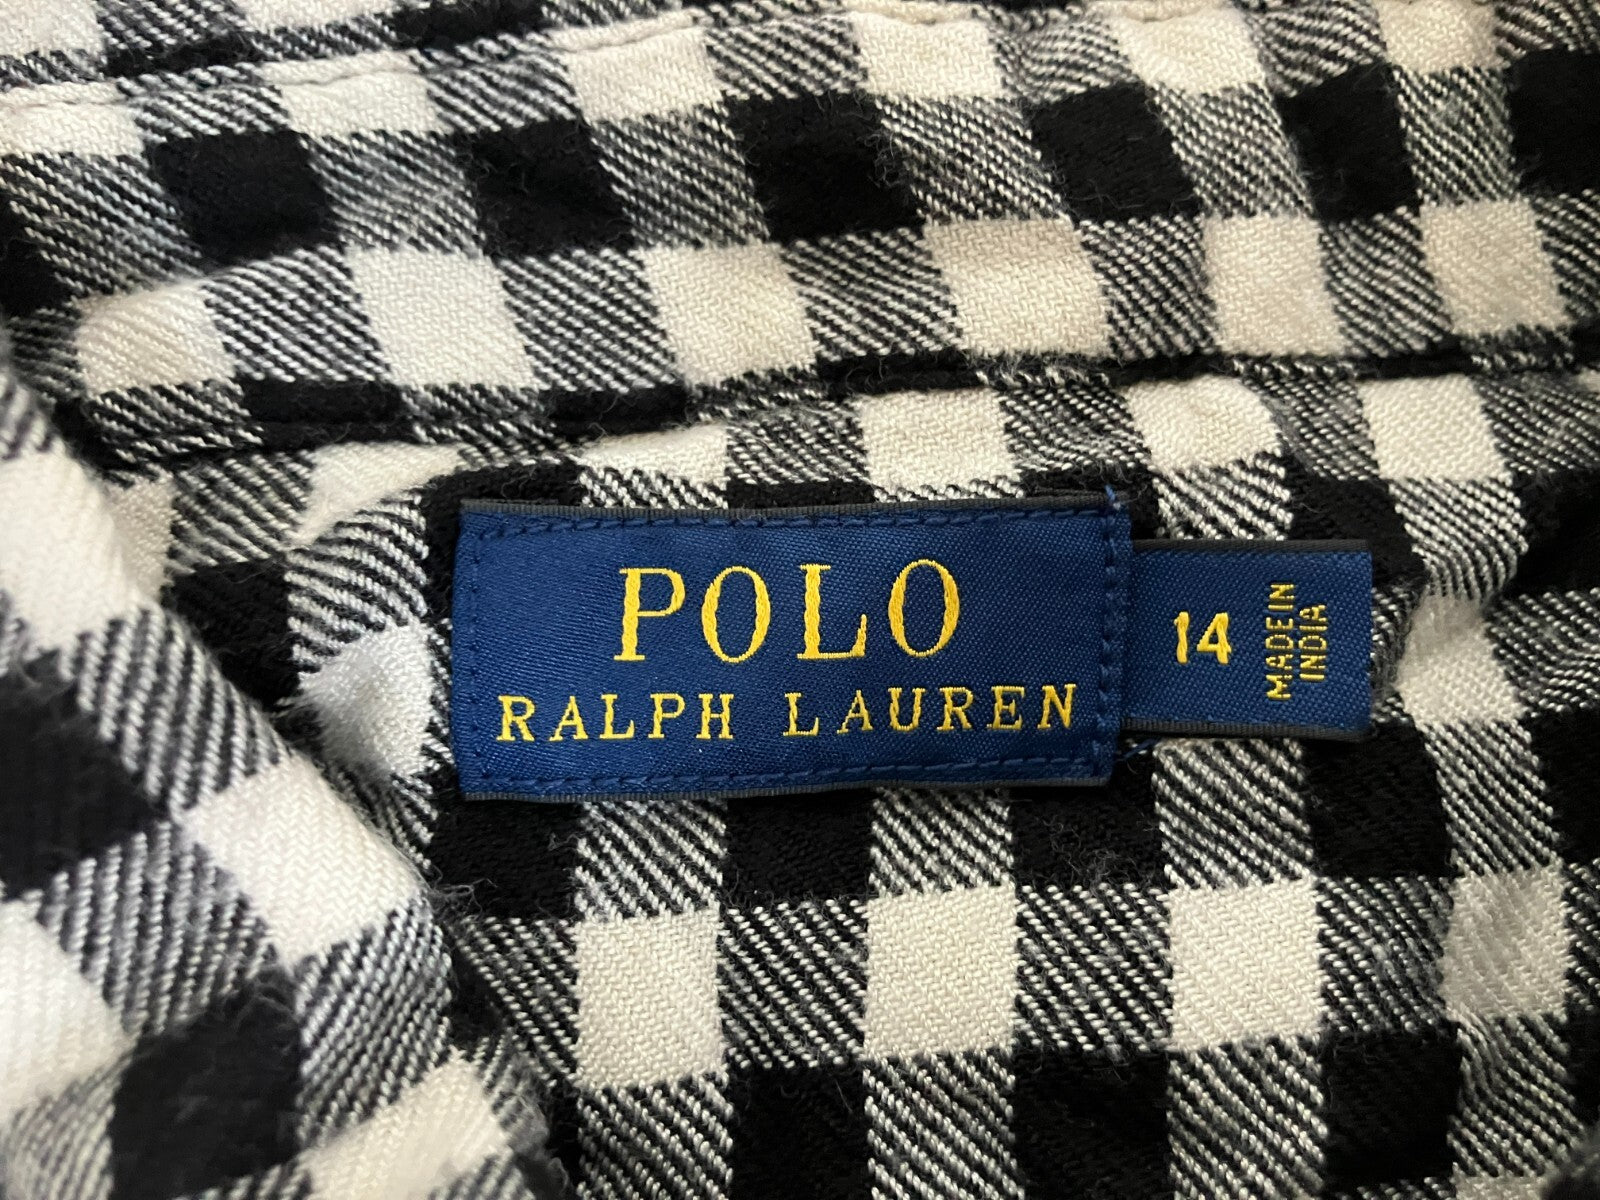 POLO
RALPH LAUREN
14
MADE IN
INDIA